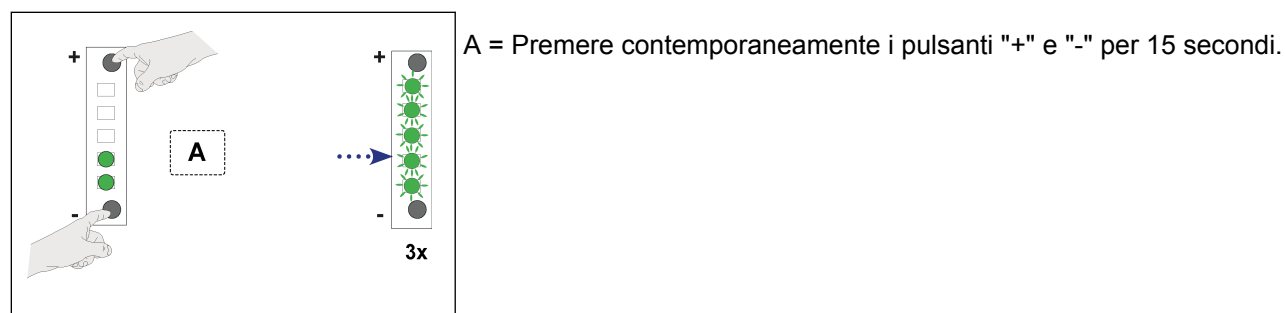 +
+
A = Premere contemporaneamente i pulsanti "+" e "-" per 15 secondi.
A
-
-
3x